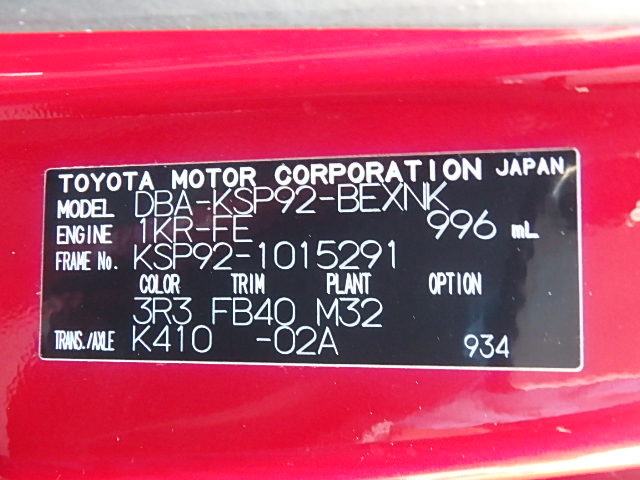 TOYOTA MOTOR CORPORATION JAPAN
MODEL DBA-KSP92-BEXNK
ENGINE 1KR-FE 996 mL
FRAME No. KSP92-1015291
COLOR TRIM PLANT OPTION
3R3 FB40 M32
TRANS./AXLE K410 -02A 934